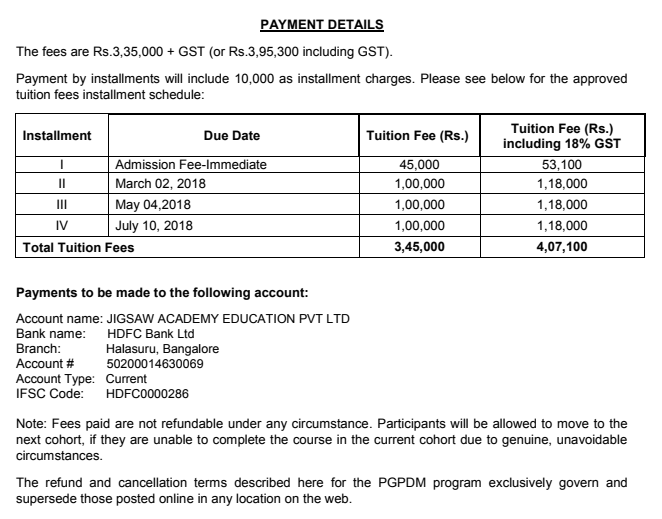 PAYMENT DETAILS
The fees are Rs.3,35,000 + GST (or Rs.3,95,300 including GST).
Payment by installments will include 10,000 as installment charges. Please see below for the approved
tuition fees installment schedule:
Installment Due Date Tuition Fee (Rs.) Tuition Fee (Rs.)
including 18% GST
I Admission Fee-Immediate 45,000 53,100
II March 02, 2018 1,00,000 1,18,000
III May 04,2018 1,00,000 1,18,000
IV July 10, 2018 1,00,000 1,18,000
Total Tuition Fees 3,45,000 4,07,100
Payments to be made to the following account:
Account name: JIGSAW ACADEMY EDUCATION PVT LTD
Bank name: HDFC Bank Ltd
Branch: Halasuru, Bangalore
Account # 50200014630069
Account Type: Current
IFSC Code: HDFC0000286
Note: Fees paid are not refundable under any circumstance. Participants will be allowed to move to the
next cohort, if they are unable to complete the course in the current cohort due to genuine, unavoidable
circumstances.
The refund and cancellation terms described here for the PGPDM program exclusively govern and
supersede those posted online in any location on the web.